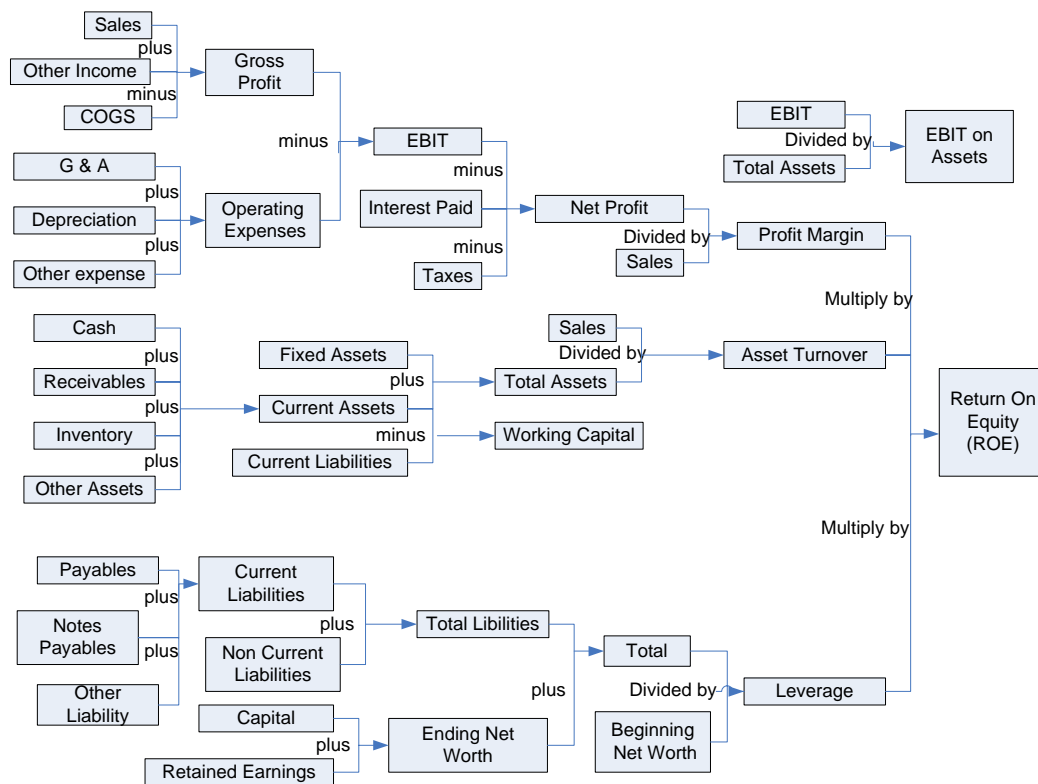 Sales
plus
Other Income
minus
COGS
Gross
Profit
G & A
plus
Depreciation
plus
Other expense
Operating
Expenses
minus
EBIT
minus
Interest Paid
minus
Taxes
Net Profit
Divided by
Sales
Profit Margin
EBIT
Divided by
Total Assets
EBIT on
Assets
Multiply by
Cash
plus
Receivables
plus
Inventory
plus
Other Assets
Fixed Assets
plus
Current Assets
minus
Current Liabilities
Sales
Divided by
Total Assets
Working Capital
Asset Turnover
Return On
Equity
(ROE)
Multiply by
Payables
plus
Notes
Payables
plus
Other
Liability
Current
Liabilities
plus
Non Current
Liabilities
Total Libilities
Capital
plus
Retained Earnings
Ending Net
Worth
plus
Total
Divided by
Beginning
Net Worth
Leverage